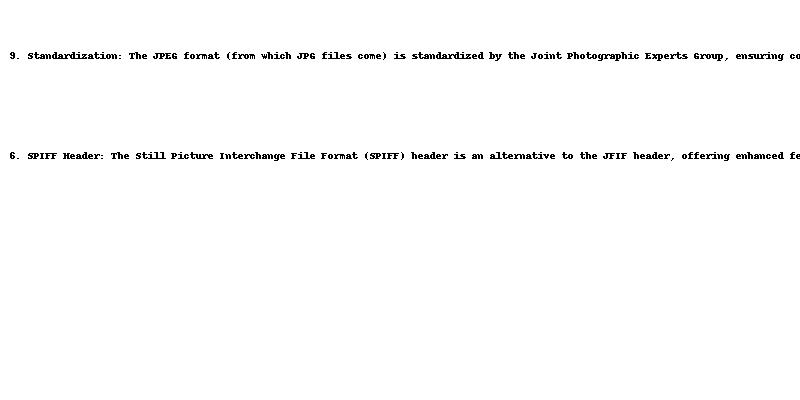 9. Standardization: The JPEG format (from which JPG files come) is standardized by the Joint Photographic Experts Group, ensuring co
6. SPIFF Header: The Still Picture Interchange File Format (SPIFF) header is an alternative to the JFIF header, offering enhanced fe